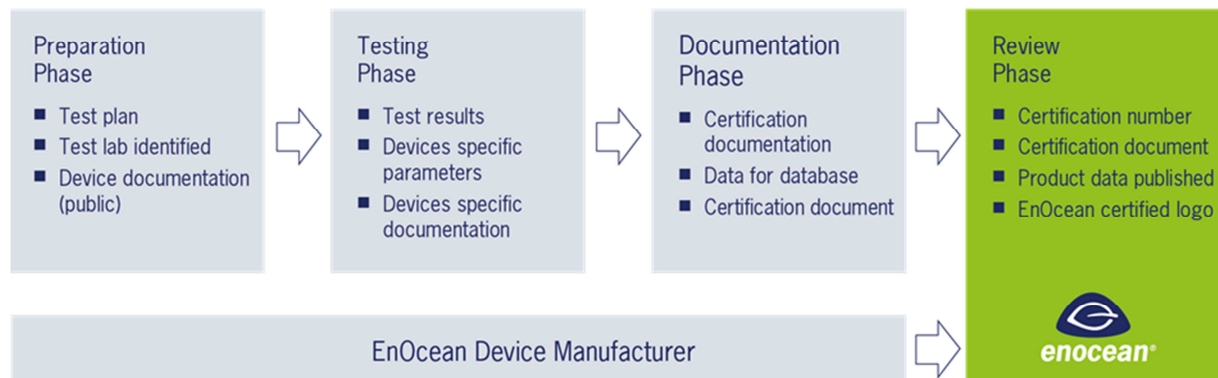 Preparation
Phase
Test plan
Test lab identified
Device documentation
(public)
Testing
Phase
Test results
Devices specific
parameters
Devices specific
documentation
Documentation
Phase
Certification
documentation
Data for database
Certification document
Review
Phase
Certification number
Certification document
Product data published
EnOcean certified logo
EnOcean Device Manufacturer
enocean®